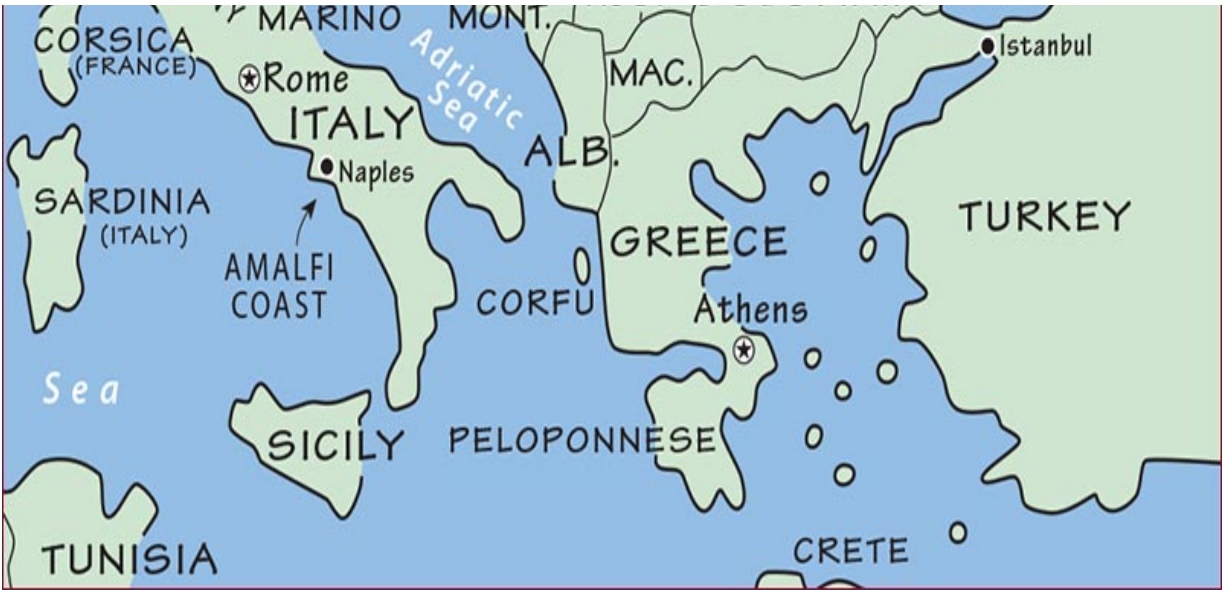 MARINO
MONT.
CORSICA
(FRANCE)
Adriatic
Sea
Istanbul
Rome
MAC.
ITALY
ALB.
Naples
SARDINIA
(ITALY)
TURKEY
GREECE
AMALFI
COAST
CORFU
Athens
Sea
SICILY
PELOPONNESE
CRETE
TUNISIA